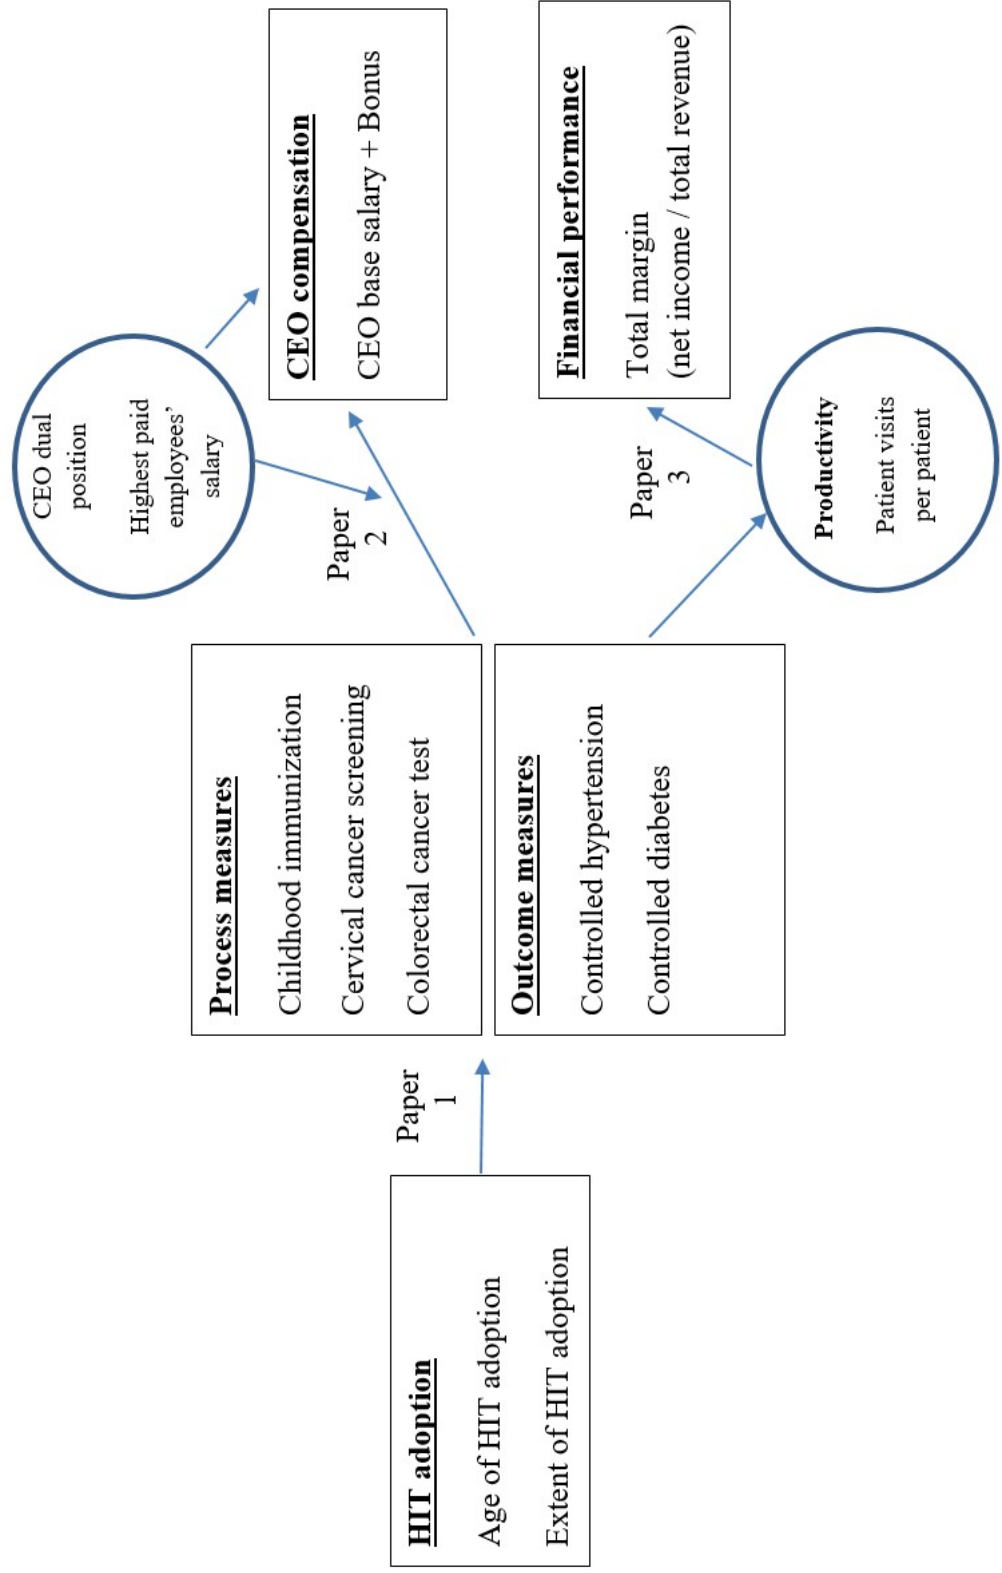 HIT adoption
Age of HIT adoption
Extent of HIT adoption
Paper
1
Process measures
Childhood immunization
Cervical cancer screening
Colorectal cancer test
Outcome measures
Controlled hypertension
Controlled diabetes
Paper
2
CEO dual
position
Highest paid
employees’
salary
CEO compensation
CEO base salary + Bonus
Paper
3
Productivity
Patient visits
per patient
Financial performance
Total margin
(net income / total revenue)